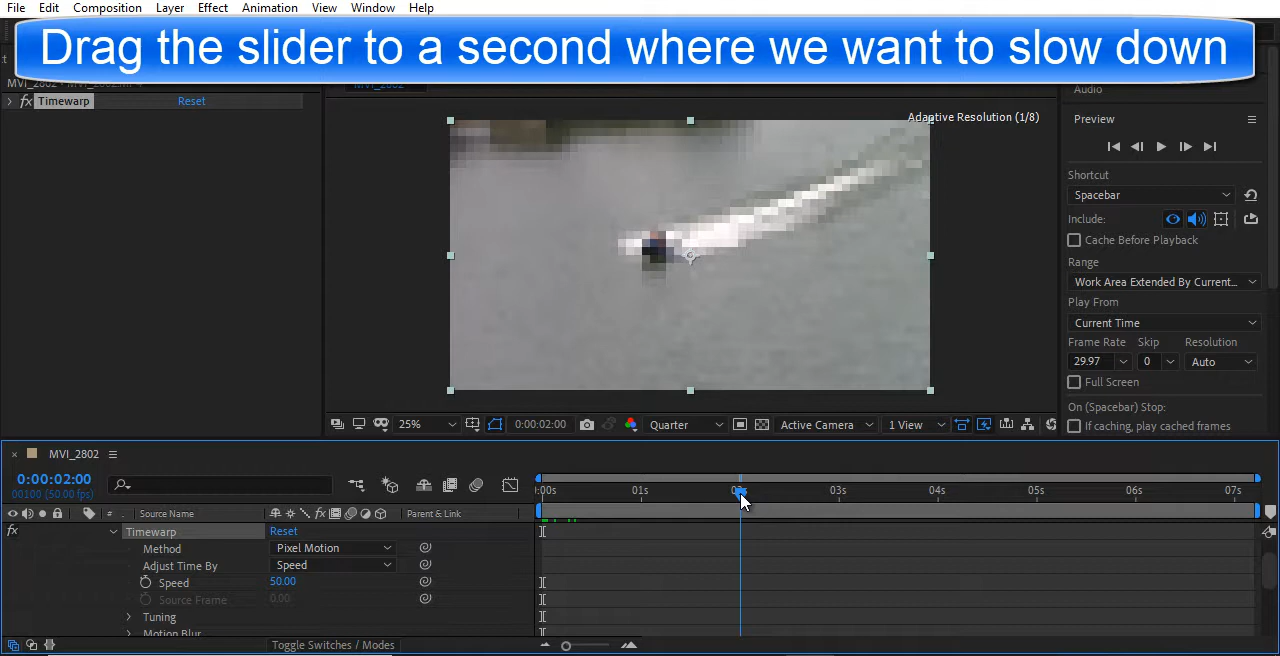 File Edit Composition Layer Effect Animation View Window Help
Drag the slider to a second where we want to slow down
Audio
fx Timewarp Reset
Adaptive Resolution (1/8)
Preview
Shortcut
Spacebar
Include:
Cache Before Playback
Range
Work Area Extended By Current...
Play From
Current Time
Frame Rate Skip Resolution
29.97 0 Auto
Full Screen
On (Spacebar) Stop:
If caching, play cached frames
25% 0:00:02:00 Quarter Active Camera 1 View
MVI_2802
0:00:02:00
00100 (50.00 fps)
:00s 01s 02s 03s 04s 05s 06s 07s
# Source Name fx Parent & Link
fx Timewarp Reset
Method Pixel Motion
Adjust Time By Speed
Speed 50.00
Source Frame 0.00
Tuning
Motion Blur
Toggle Switches / Modes